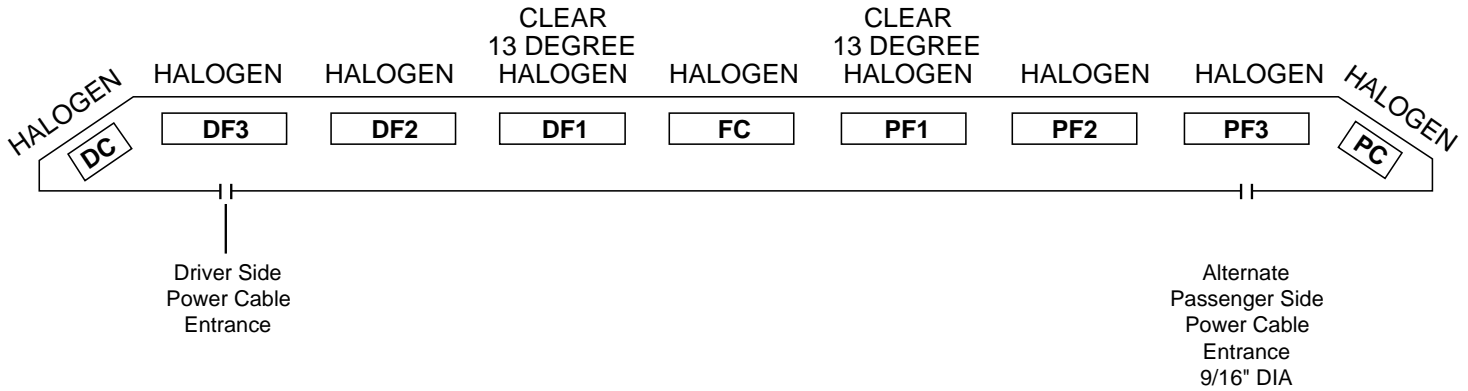 CLEAR
13 DEGREE
HALOGEN
CLEAR
13 DEGREE
HALOGEN
HALOGEN
HALOGEN
HALOGEN
HALOGEN
HALOGEN
HALOGEN
HALOGEN
DC
DF3
DF2
DF1
FC
PF1
PF2
PF3
PC
Driver Side
Power Cable
Entrance
Alternate
Passenger Side
Power Cable
Entrance
9/16" DIA